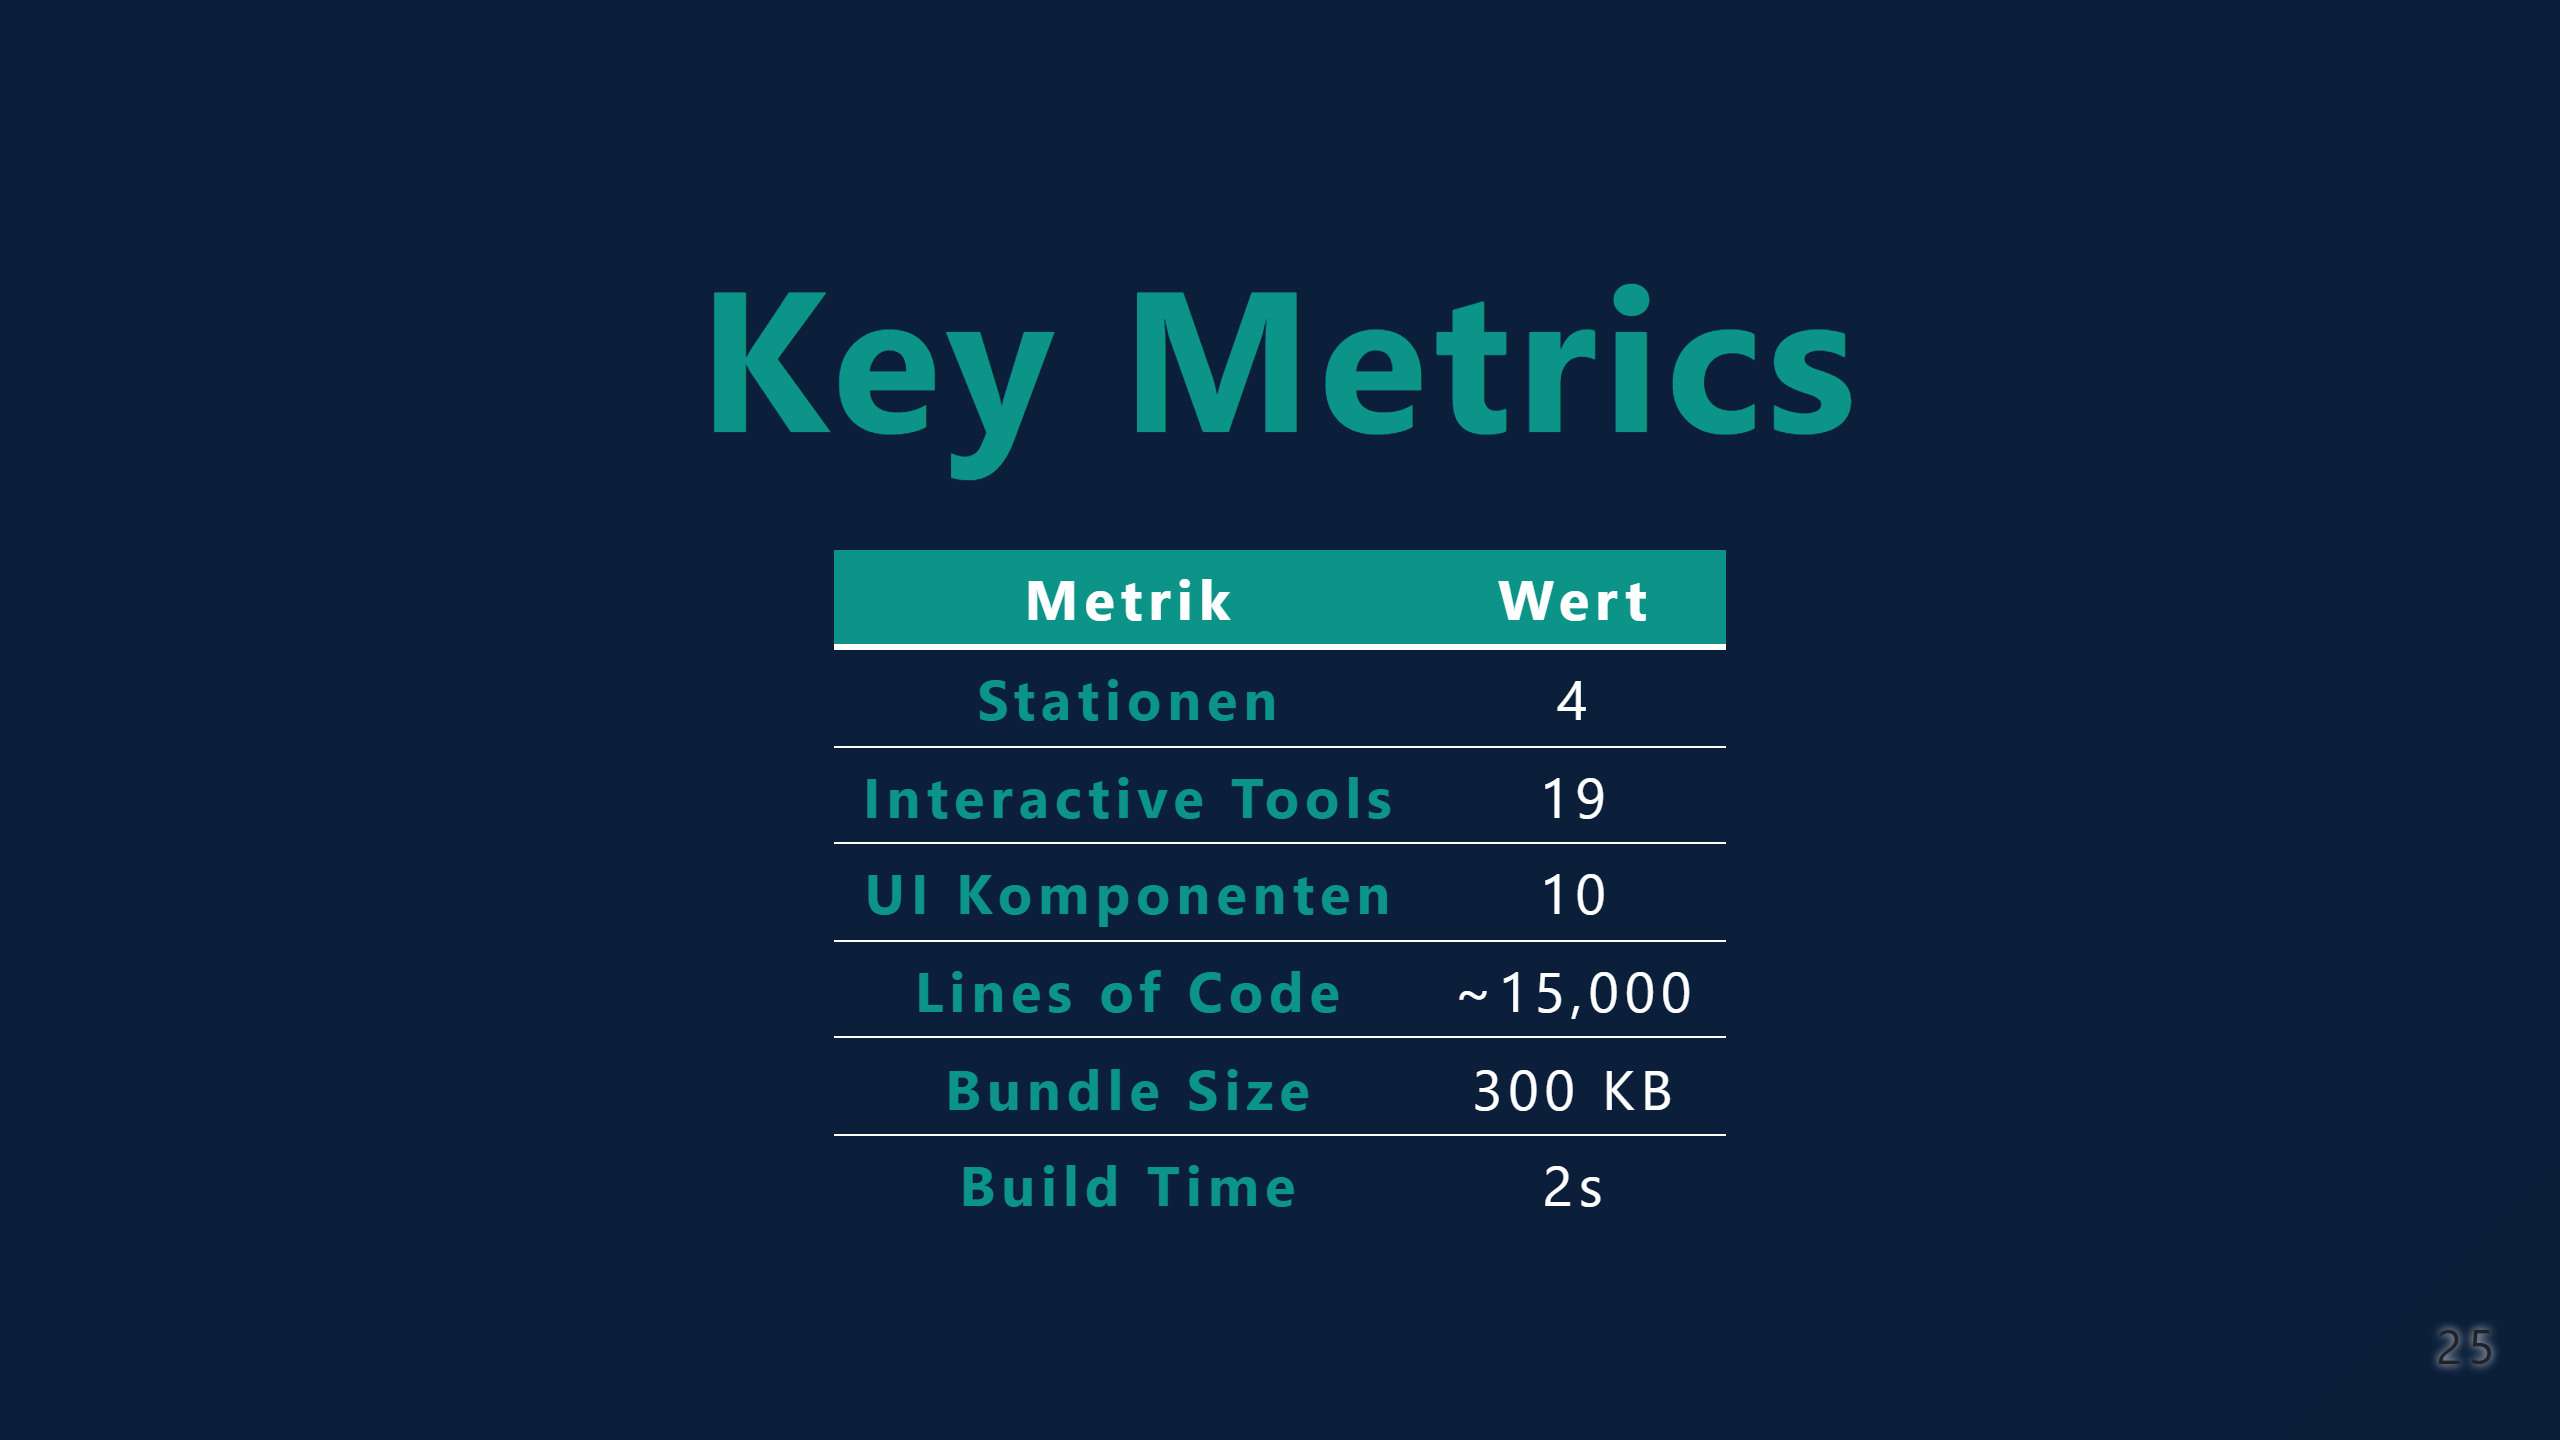 Key Metrics
Metrik Wert
Stationen 4
Interactive Tools 19
UI Komponenten 10
Lines of Code ~15,000
Bundle Size 300 KB
Build Time 2s
25